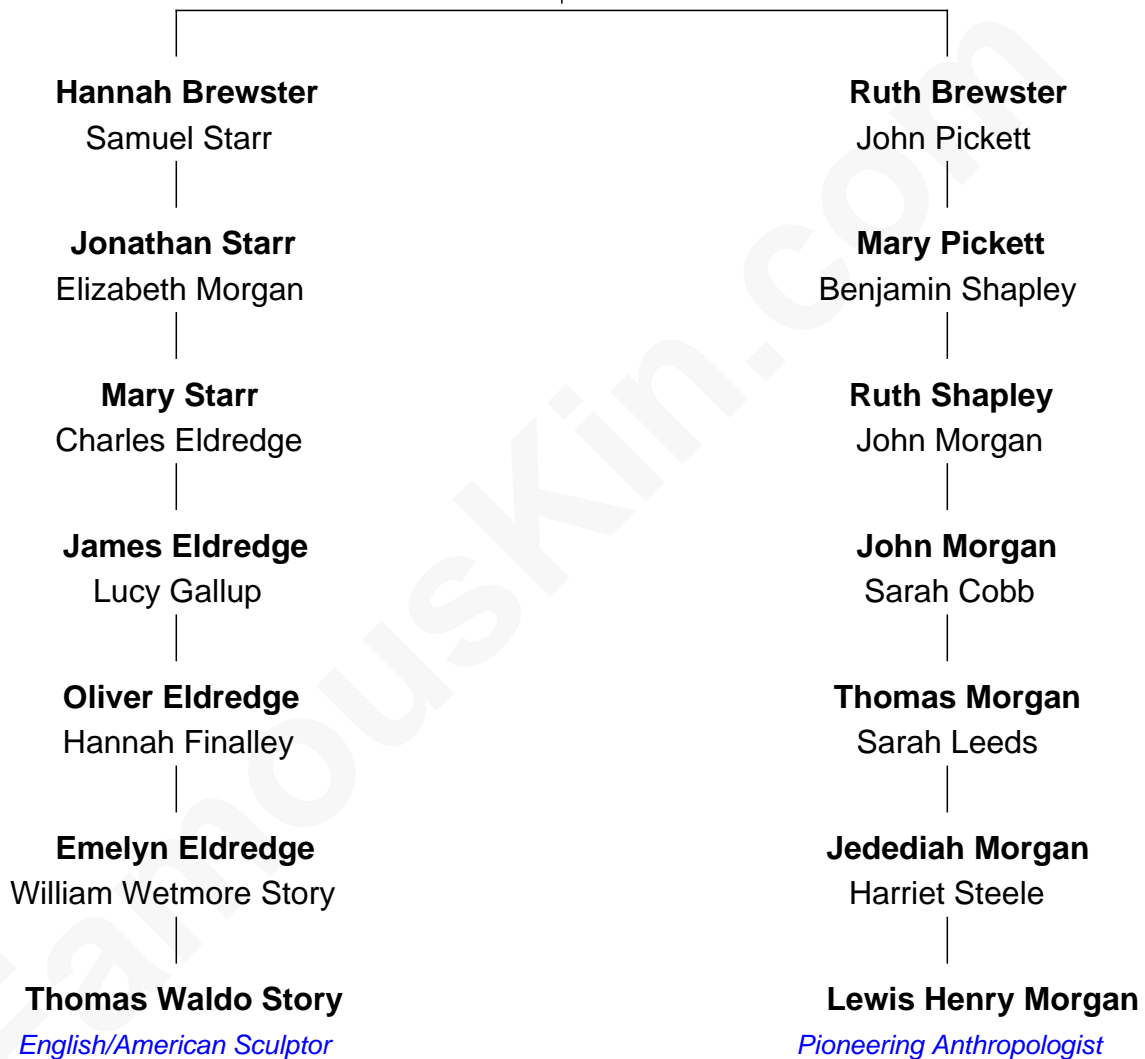 Hannah Brewster
Samuel Starr
Jonathan Starr
Elizabeth Morgan
Mary Starr
Charles Eldredge
James Eldredge
Lucy Gallup
Oliver Eldredge
Hannah Finalley
Emelyn Eldredge
William Wetmore Story
Thomas Waldo Story
English/American Sculptor
Ruth Brewster
John Pickett
Mary Pickett
Benjamin Shapley
Ruth Shapley
John Morgan
John Morgan
Sarah Cobb
Thomas Morgan
Sarah Leeds
Jedediah Morgan
Harriet Steele
Lewis Henry Morgan
Pioneering Anthropologist
FamousKin.com